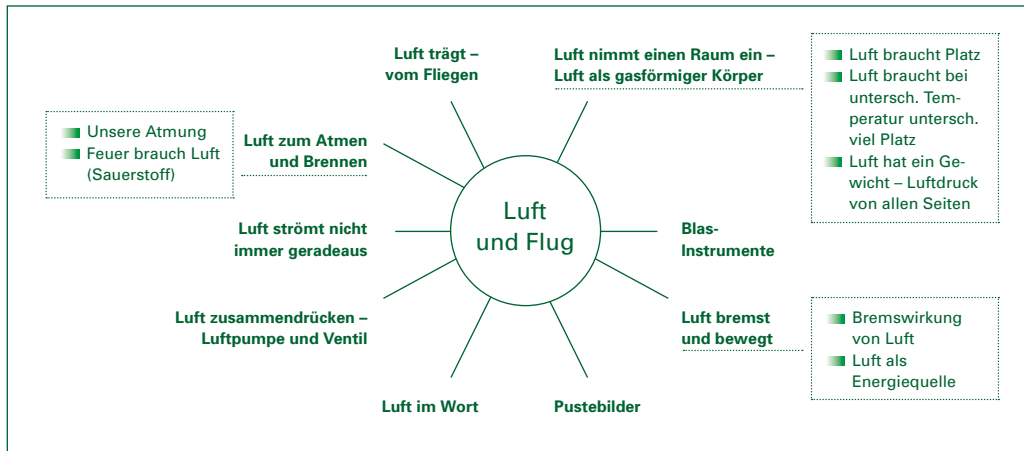 Luft trägt –
vom Fliegen
Luft nimmt einen Raum ein –
Luft als gasförmiger Körper
Luft braucht Platz
Luft braucht bei
untersch. Tem-
peratur untersch.
viel Platz
Luft hat ein Ge-
wicht – Luftdruck
von allen Seiten
Unsere Atmung
Feuer brauch Luft
(Sauerstoff)
Luft zum Atmen
und Brennen
Luft
und Flug
Luft strömt nicht
immer geradeaus
Blas-
Instrumente
Luft zusammendrücken –
Luftpumpe und Ventil
Luft bremst
und bewegt
Bremswirkung
von Luft
Luft als
Energiequelle
Luft im Wort
Pustebilder